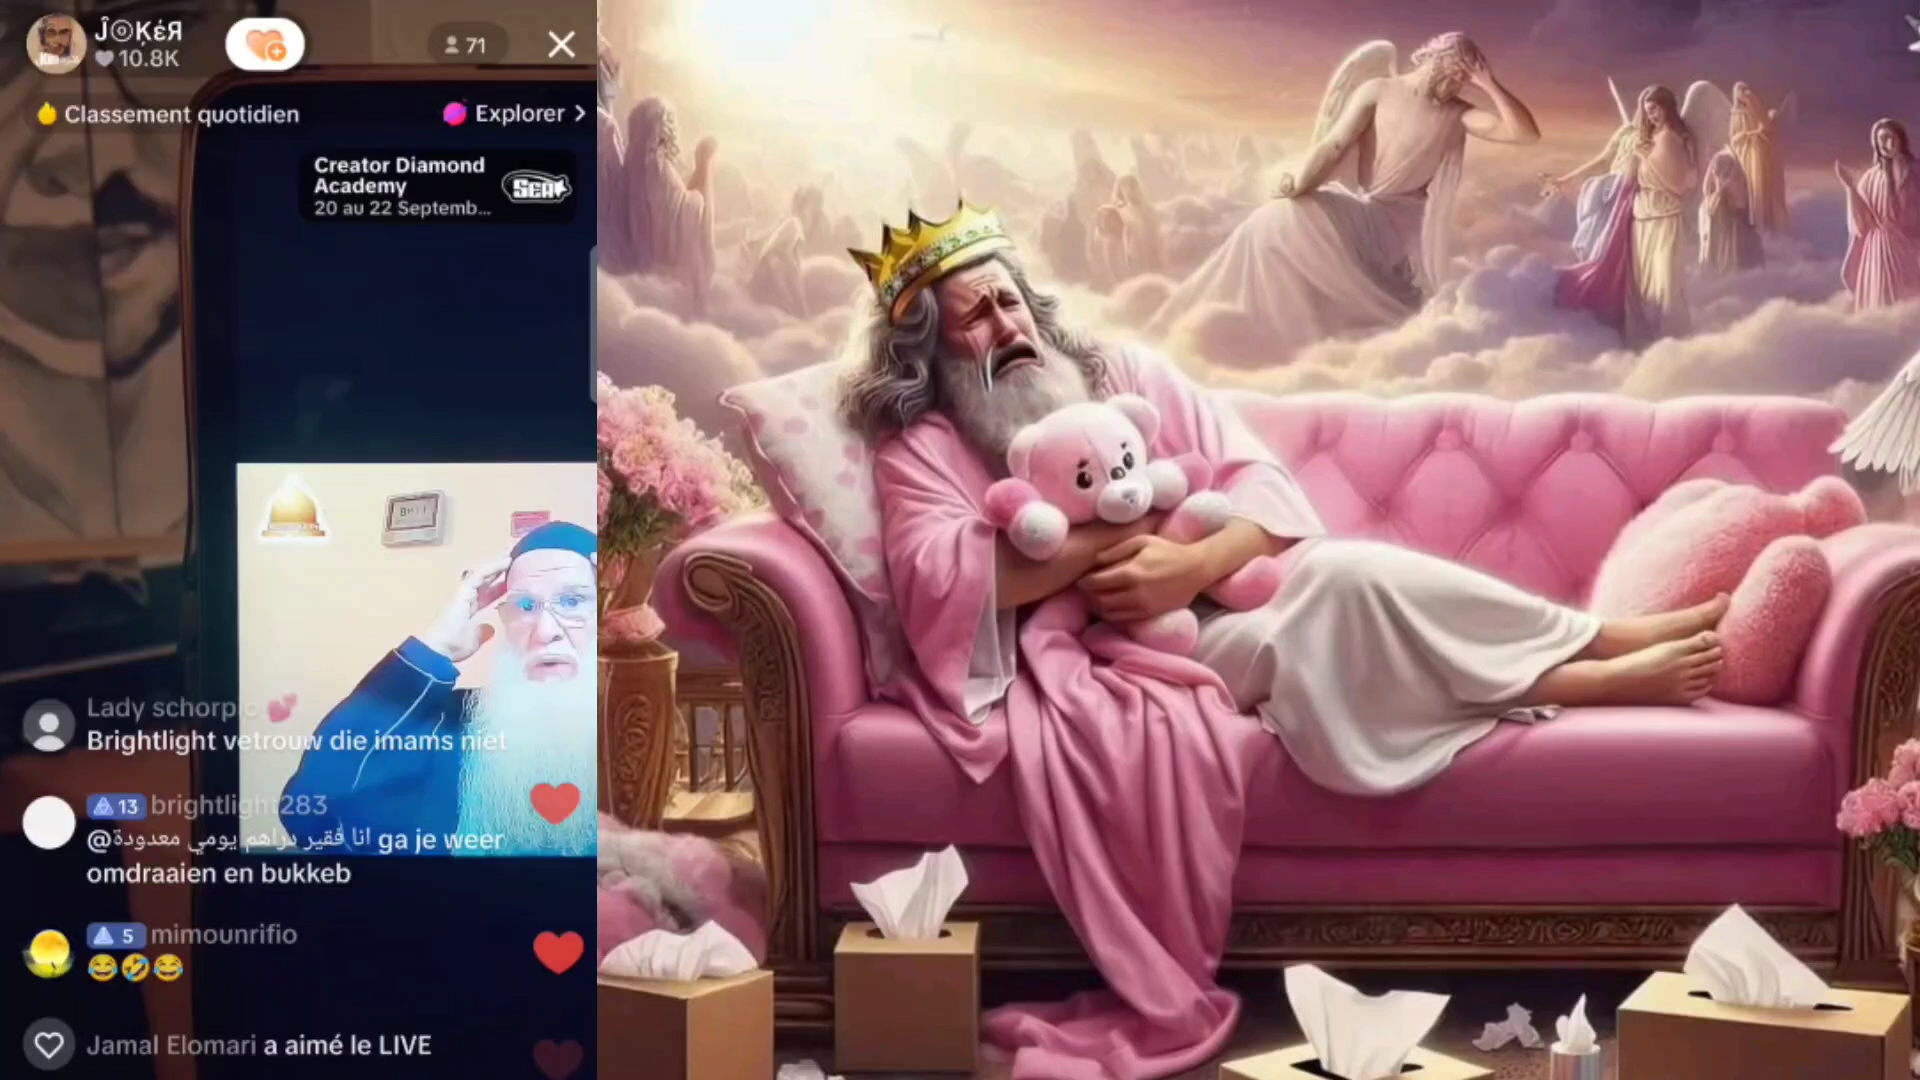 Ĵ๏ĶέЯ
10.8K
71
Classement quotidien
Explorer >
Creator Diamond
Academy
20 au 22 Septemb...
Lady schorpio 💕
Brightlight vetrouw die imams niet
13 brightlight283
@انا فقير دراهم يومي معدودة ga je weer
omdraaien en bukkeb
5 mimounrifio
😂🤣😂
Jamal Elomari a aimé le LIVE